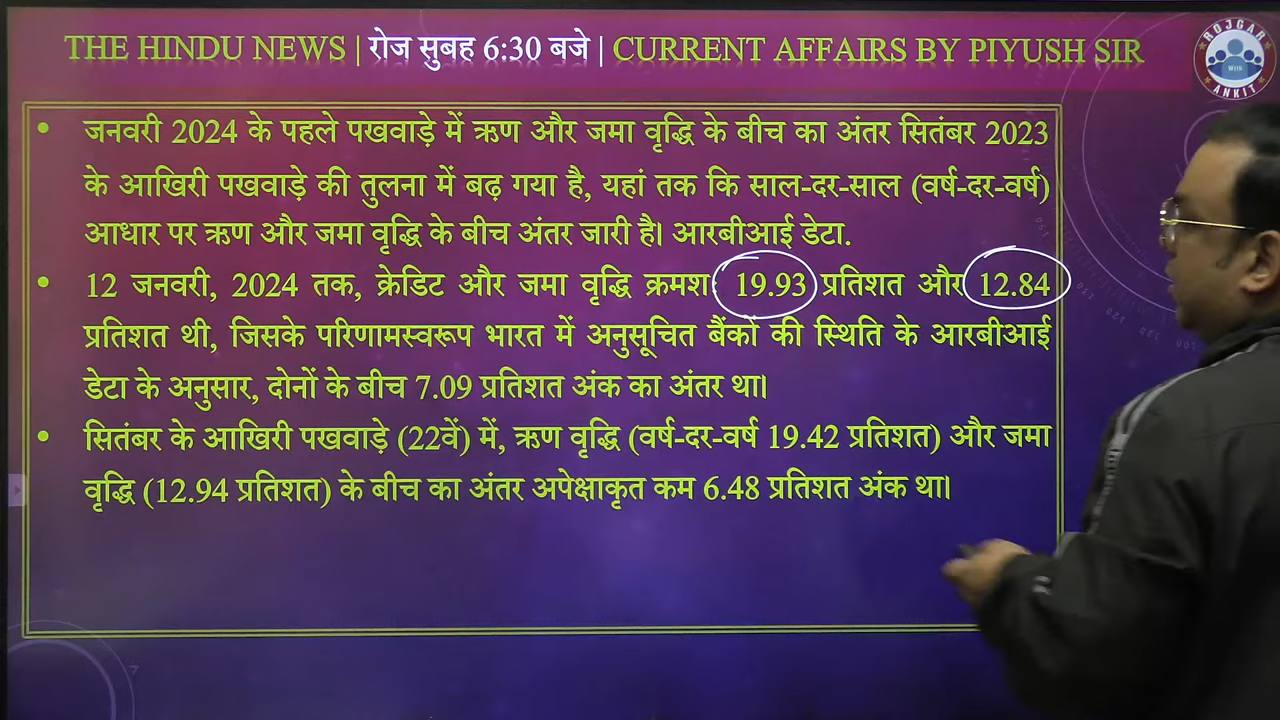 THE HINDU NEWS | रोज सुबह 6:30 बजे | CURRENT AFFAIRS BY PIYUSH SIR
ROJGAR
WITH
ANKIT
• जनवरी 2024 के पहले पखवाड़े में ऋण और जमा वृद्धि के बीच का अंतर सितंबर 2023
के आखिरी पखवाड़े की तुलना में बढ़ गया है, यहां तक कि साल-दर-साल (वर्ष-दर-वर्ष)
आधार पर ऋण और जमा वृद्धि के बीच अंतर जारी है। आरबीआई डेटा.
• 12 जनवरी, 2024 तक, क्रेडिट और जमा वृद्धि क्रमश: 19.93 प्रतिशत और 12.84
प्रतिशत थी, जिसके परिणामस्वरूप भारत में अनुसूचित बैंकों की स्थिति के आरबीआई
डेटा के अनुसार, दोनों के बीच 7.09 प्रतिशत अंक का अंतर था।
• सितंबर के आखिरी पखवाड़े (22वें) में, ऋण वृद्धि (वर्ष-दर-वर्ष 19.42 प्रतिशत) और जमा
वृद्धि (12.94 प्रतिशत) के बीच का अंतर अपेक्षाकृत कम 6.48 प्रतिशत अंक था।